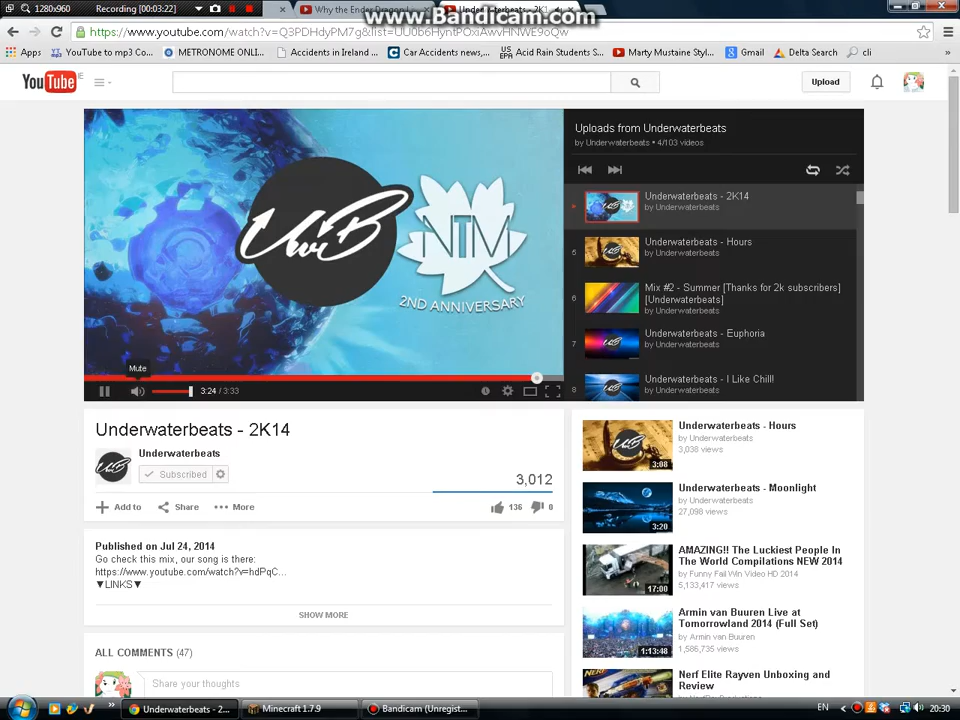 1280x960
Recording [00:03:22]
Why the Ender Dragon
www.Bandicam.com
https://www.youtube.com/watch?v=Q3PDHdyPM7g&list=UU0b6HyntPOxiAwvHNWE9oQw
Apps
YouTube to mp3 Co...
METRONOME ONLI...
Accidents in Ireland ...
Car Accidents news,...
Acid Rain Students S...
Marty Mustaine Styl...
Gmail
Delta Search
cli
YouTube IE
Upload
UwB
NTM
2ND ANNIVERSARY
Mute
3:24 / 3:33
Uploads from Underwaterbeats
by Underwaterbeats • 4/103 videos
Underwaterbeats - 2K14
by Underwaterbeats
5
Underwaterbeats - Hours
by Underwaterbeats
6
Mix #2 - Summer [Thanks for 2k subscribers]
[Underwaterbeats]
by Underwaterbeats
7
Underwaterbeats - Euphoria
by Underwaterbeats
8
Underwaterbeats - I Like Chill!
by Underwaterbeats
Underwaterbeats - 2K14
Underwaterbeats
Subscribed
3,012
Add to
Share
More
136
0
Published on Jul 24, 2014
Go check this mix, our song is there:
https://www.youtube.com/watch?v=hdPqC...
▼LINKS▼
SHOW MORE
ALL COMMENTS (47)
Share your thoughts
Underwaterbeats - Hours
by Underwaterbeats
3,038 views
3:08
Underwaterbeats - Moonlight
by Underwaterbeats
27,098 views
3:20
AMAZING!! The Luckiest People In
The World Compilations NEW 2014
by Funny Fail Win Video HD 2014
5,133,417 views
17:00
Armin van Buuren Live at
Tomorrowland 2014 (Full Set)
by Armin van Buuren
1,586,735 views
1:13:48
Nerf Elite Rayven Unboxing and
Review
NERF
Underwaterbeats - 2...
Minecraft 1.7.9
Bandicam (Unregist...
EN
20:30